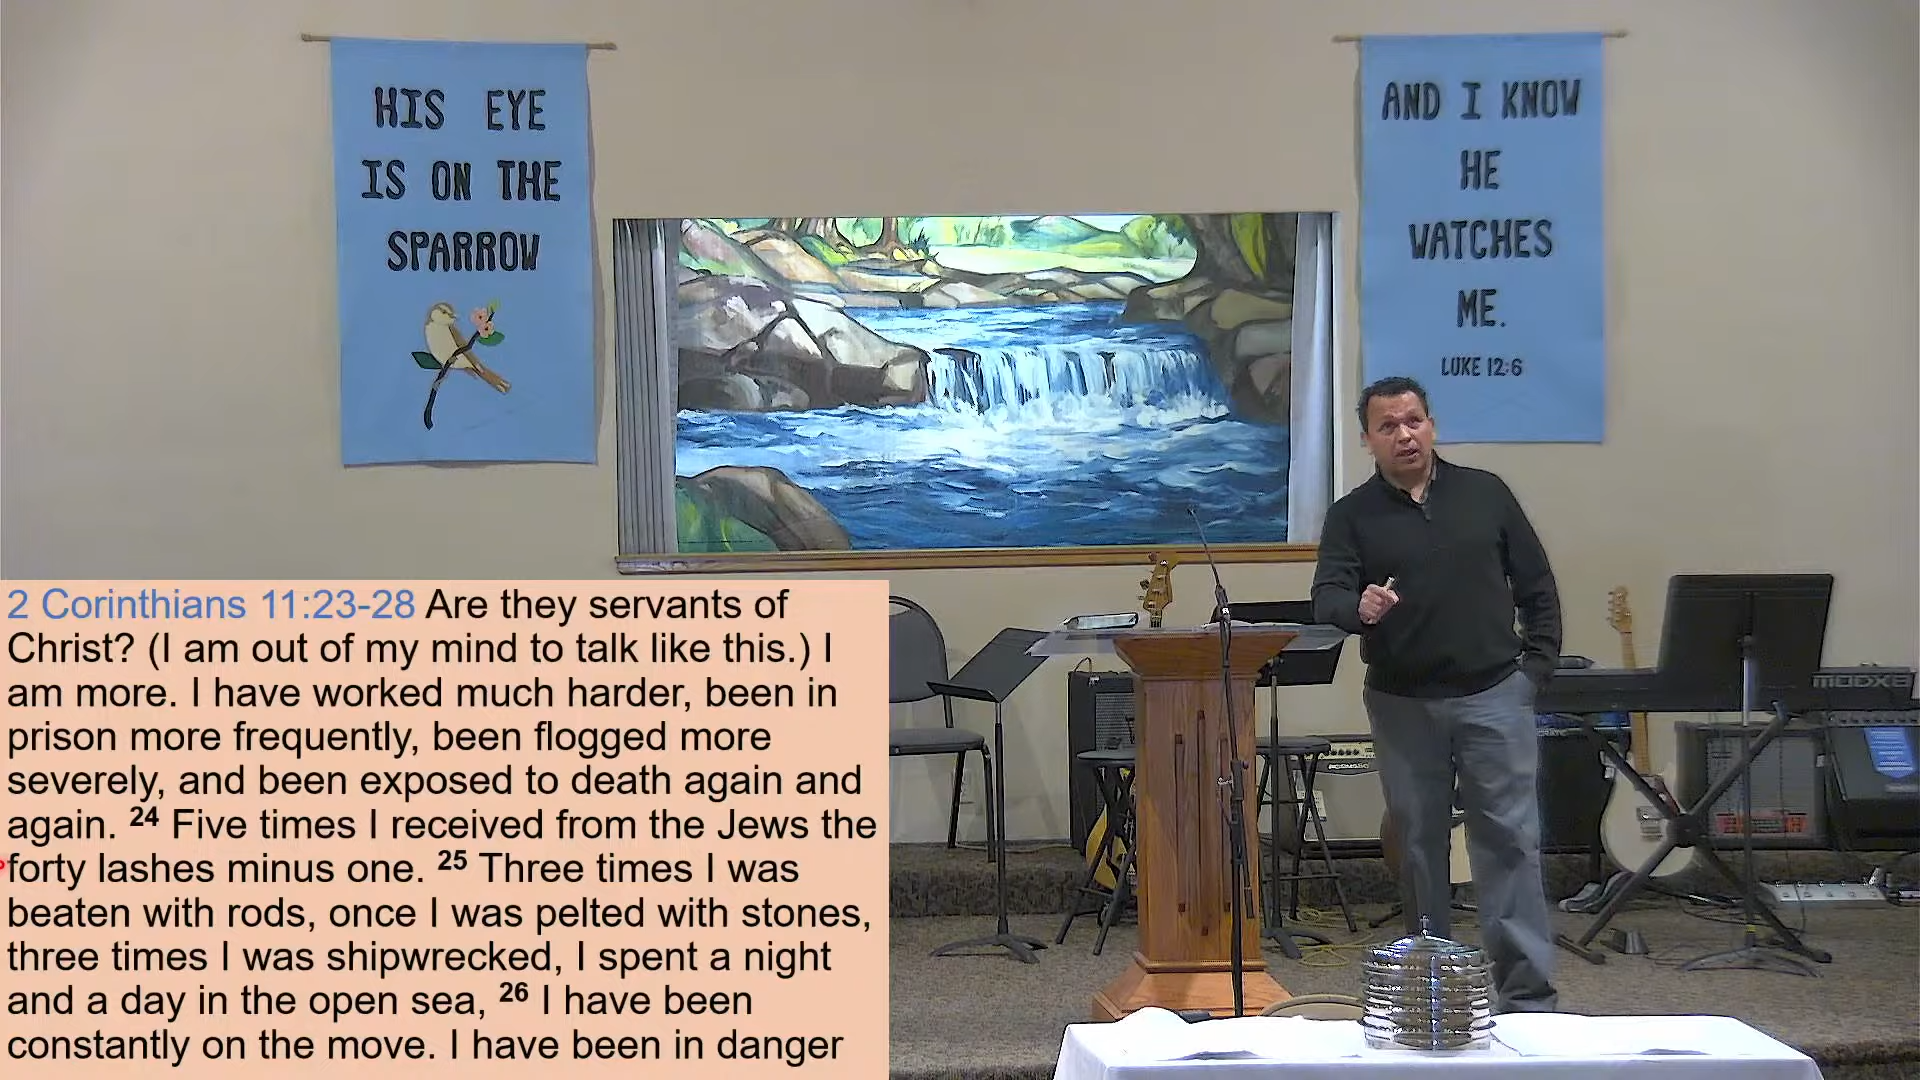 HIS EYE
IS ON THE
SPARROW
AND I KNOW
HE
WATCHES
ME.
LUKE 12:6
2 Corinthians 11:23-28 Are they servants of
Christ? (I am out of my mind to talk like this.) I
am more. I have worked much harder, been in
prison more frequently, been flogged more
severely, and been exposed to death again and
again. 24 Five times I received from the Jews the
forty lashes minus one. 25 Three times I was
beaten with rods, once I was pelted with stones,
three times I was shipwrecked, I spent a night
and a day in the open sea, 26 I have been
constantly on the move. I have been in danger
MODX8
CRATE